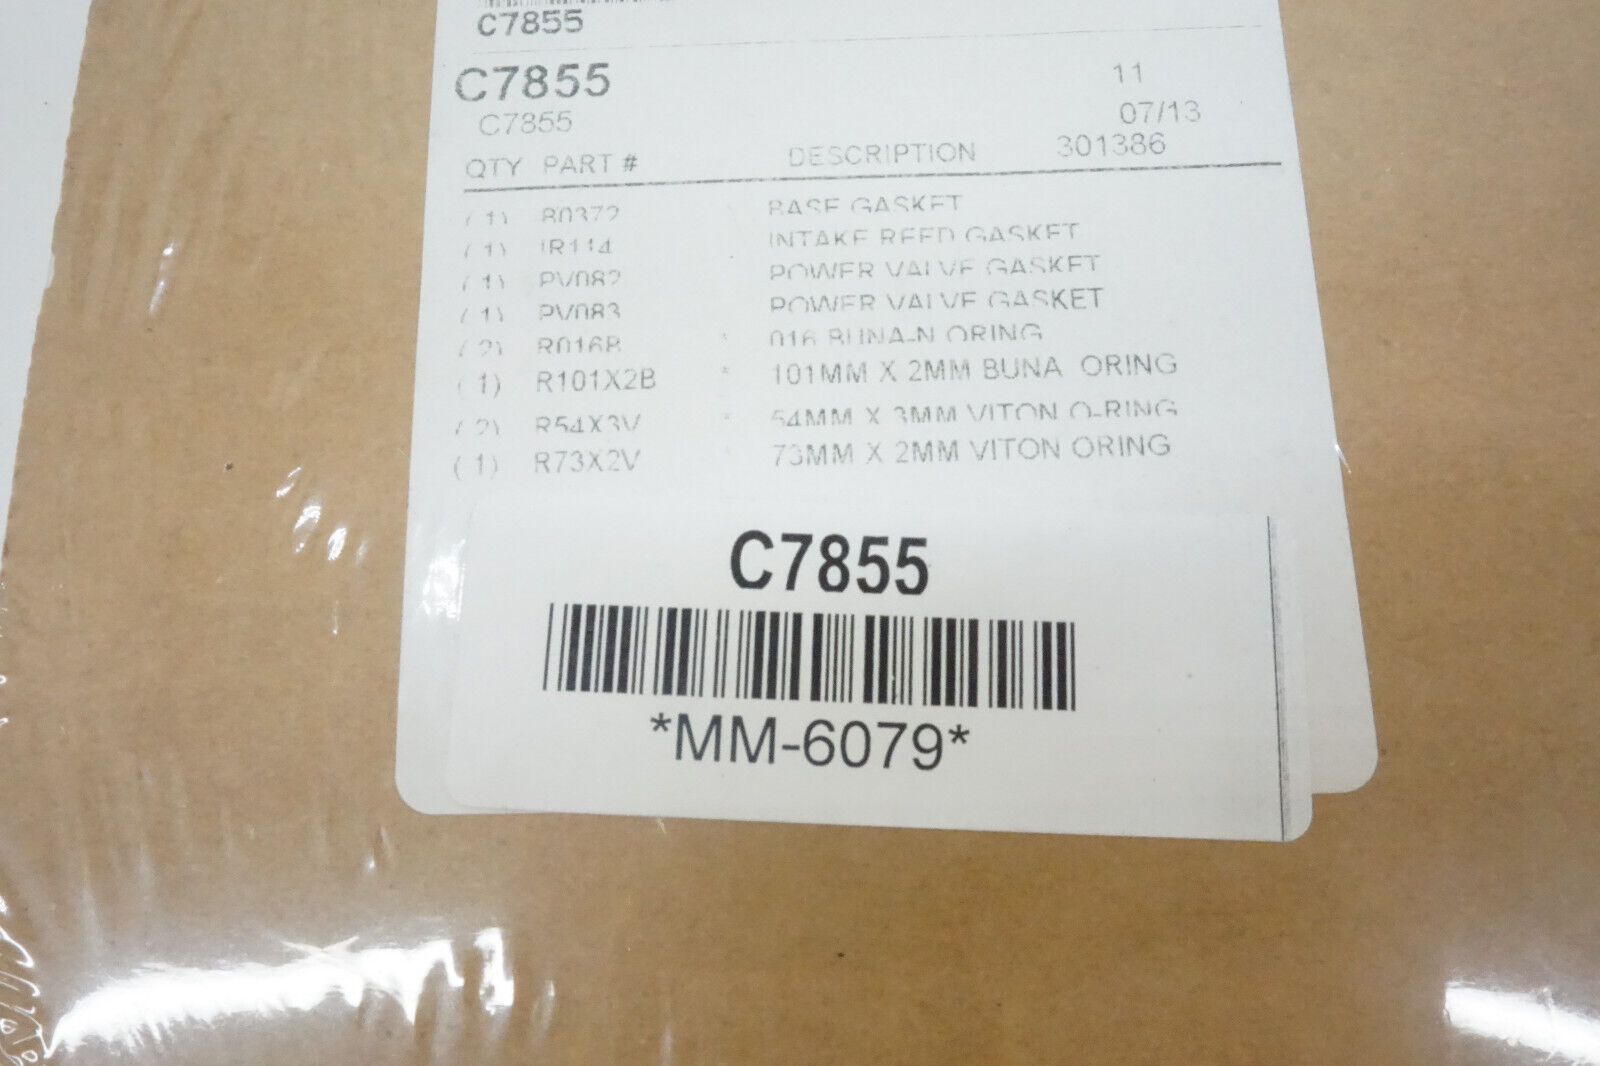 C7855
C7855 11
C7855 07/13
QTY PART # DESCRIPTION 301386
(1) B0372 BASE GASKET
(1) IR114 INTAKE REED GASKET
(1) PV082 POWER VALVE GASKET
(1) PV083 POWER VALVE GASKET
(2) R016B * 016 BUNA-N ORING
(1) R101X2B * 101MM X 2MM BUNA ORING
(2) R54X3V * 54MM X 3MM VITON O-RING
(1) R73X2V * 73MM X 2MM VITON ORING
C7855
*MM-6079*